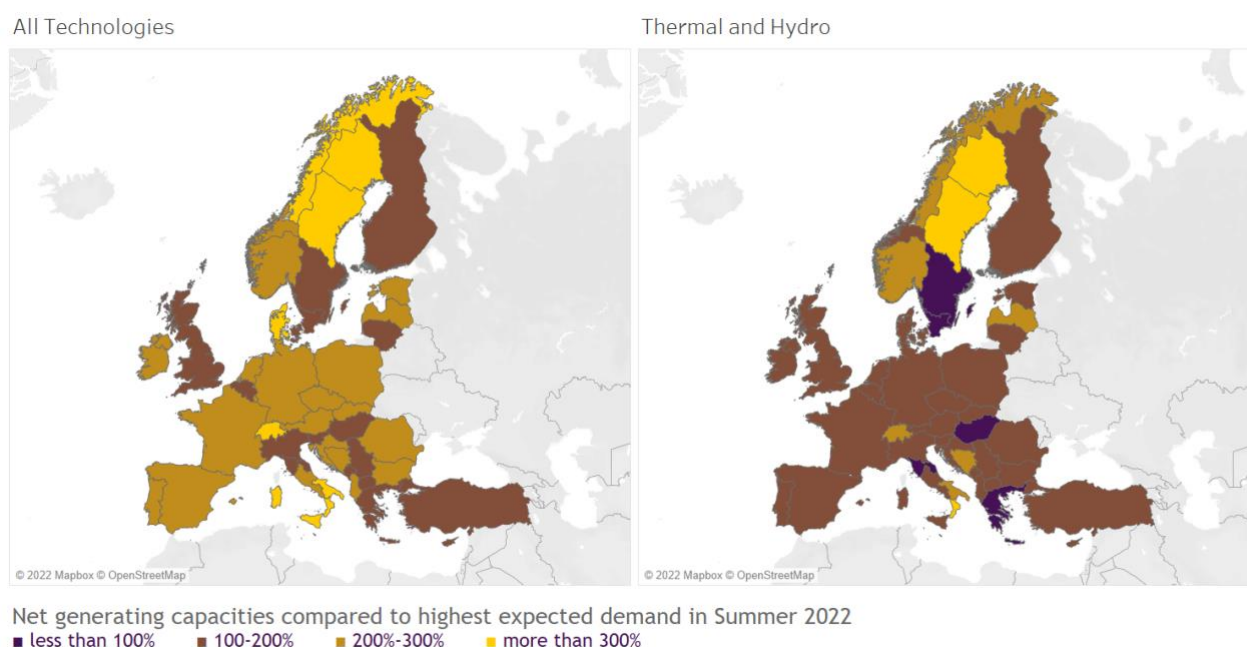 All Technologies
Thermal and Hydro
© 2022 Mapbox © OpenStreetMap
© 2022 Mapbox © OpenStreetMap
Net generating capacities compared to highest expected demand in Summer 2022
less than 100% 100-200% 200%-300% more than 300%